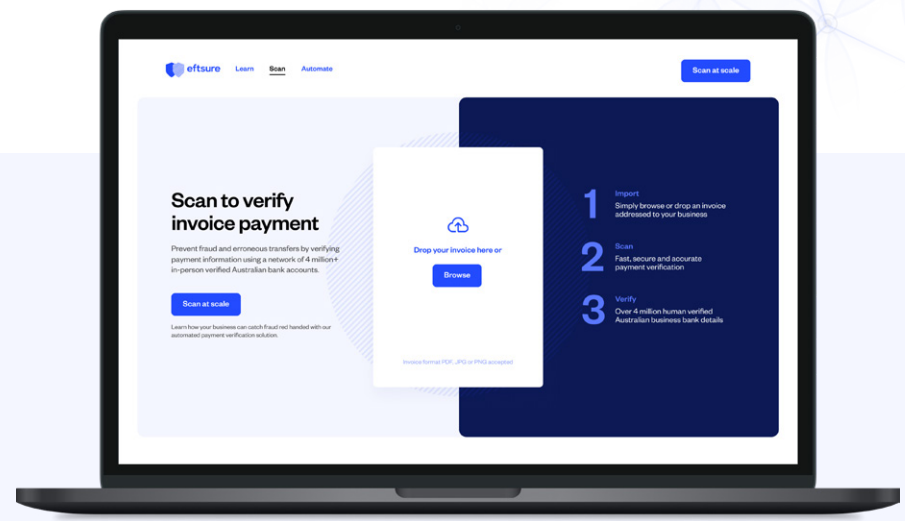 eftsure
Learn
Scan
Automate
Scan at scale
Scan to verify
invoice payment
Prevent fraud and erroneous transfers by verifying
payment information using a network of 4 million+
in-person verified Australian bank accounts.
Scan at scale
Learn how your business can catch fraud red handed with our
automated payment verification solution.
Drop your invoice here or
Browse
Invoice format PDF, JPG or PNG accepted
1
Import
Simply browse or drop an invoice
addressed to your business
2
Scan
Fast, secure and accurate
payment verification
3
Verify
Over 4 million human verified
Australian business bank details